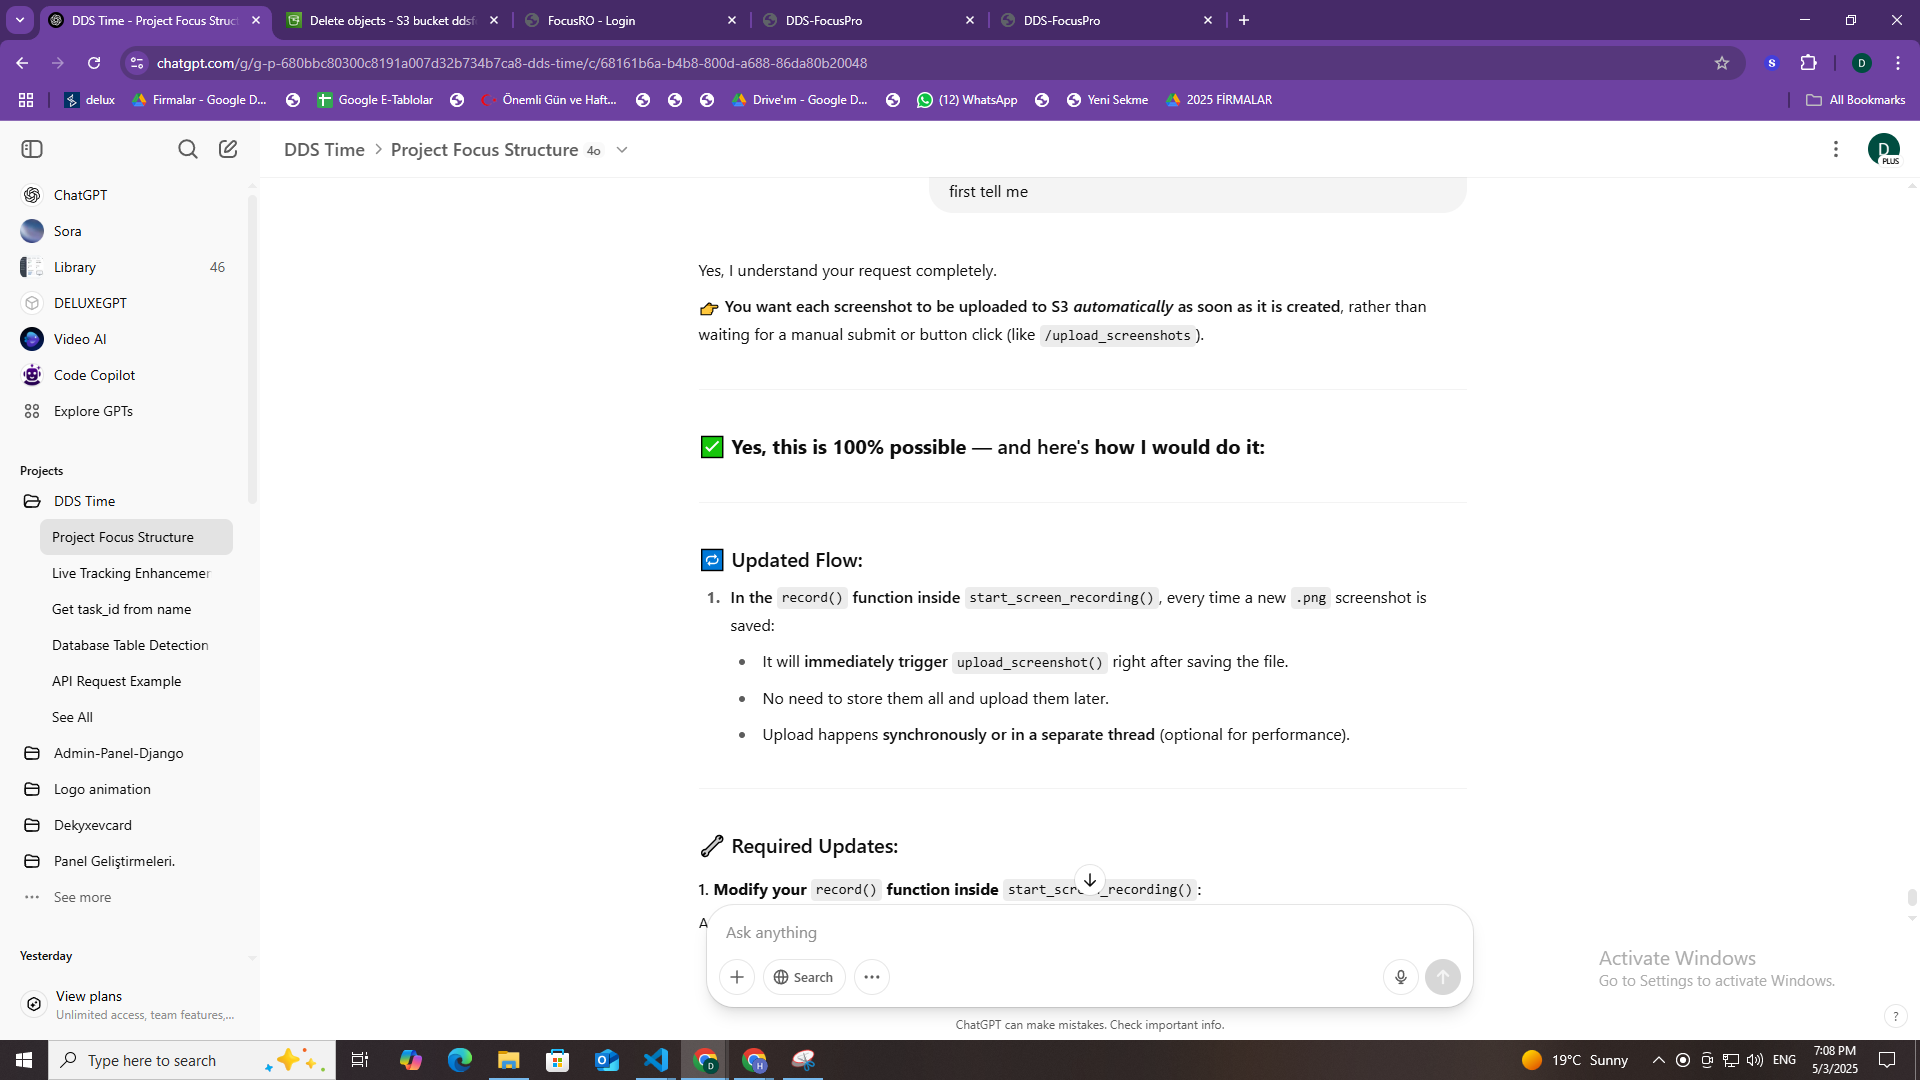 DDS Time - Project Focus Struct
Delete objects - S3 bucket ddsf
FocusRO - Login
DDS-FocusPro
DDS-FocusPro
chatgpt.com/g/g-p-680bbc80300c8191a007d32b734b7ca8-dds-time/c/68161b6a-b4b8-800d-a688-86da80b20048
S
D
delux
Firmalar - Google D...
Google E-Tablolar
Önemli Gün ve Haft...
Drive'ım - Google D...
(12) WhatsApp
Yeni Sekme
2025 FİRMALAR
All Bookmarks
DDS Time > Project Focus Structure 4o
D
PLUS
ChatGPT
Sora
Library 46
DELUXEGPT
Video AI
Code Copilot
Explore GPTs
Projects
DDS Time
Project Focus Structure
Live Tracking Enhancemer
Get task_id from name
Database Table Detection
API Request Example
See All
Admin-Panel-Django
Logo animation
Dekyxevcard
Panel Geliştirmeleri.
See more
Yesterday
View plans
Unlimited access, team features,...
first tell me
Yes, I understand your request completely.
👉 You want each screenshot to be uploaded to S3 automatically as soon as it is created, rather than
waiting for a manual submit or button click (like /upload_screenshots).
✅ Yes, this is 100% possible — and here's how I would do it:
🔁 Updated Flow:
1. In the record() function inside start_screen_recording(), every time a new .png screenshot is
saved:
• It will immediately trigger upload_screenshot() right after saving the file.
• No need to store them all and upload them later.
• Upload happens synchronously or in a separate thread (optional for performance).
🔧 Required Updates:
1. Modify your record() function inside start_screen_recording():
A
Ask anything
Search
ChatGPT can make mistakes. Check important info.
?
Activate Windows
Go to Settings to activate Windows.
Type here to search
D
H
19°C Sunny
ENG
7:08 PM
5/3/2025